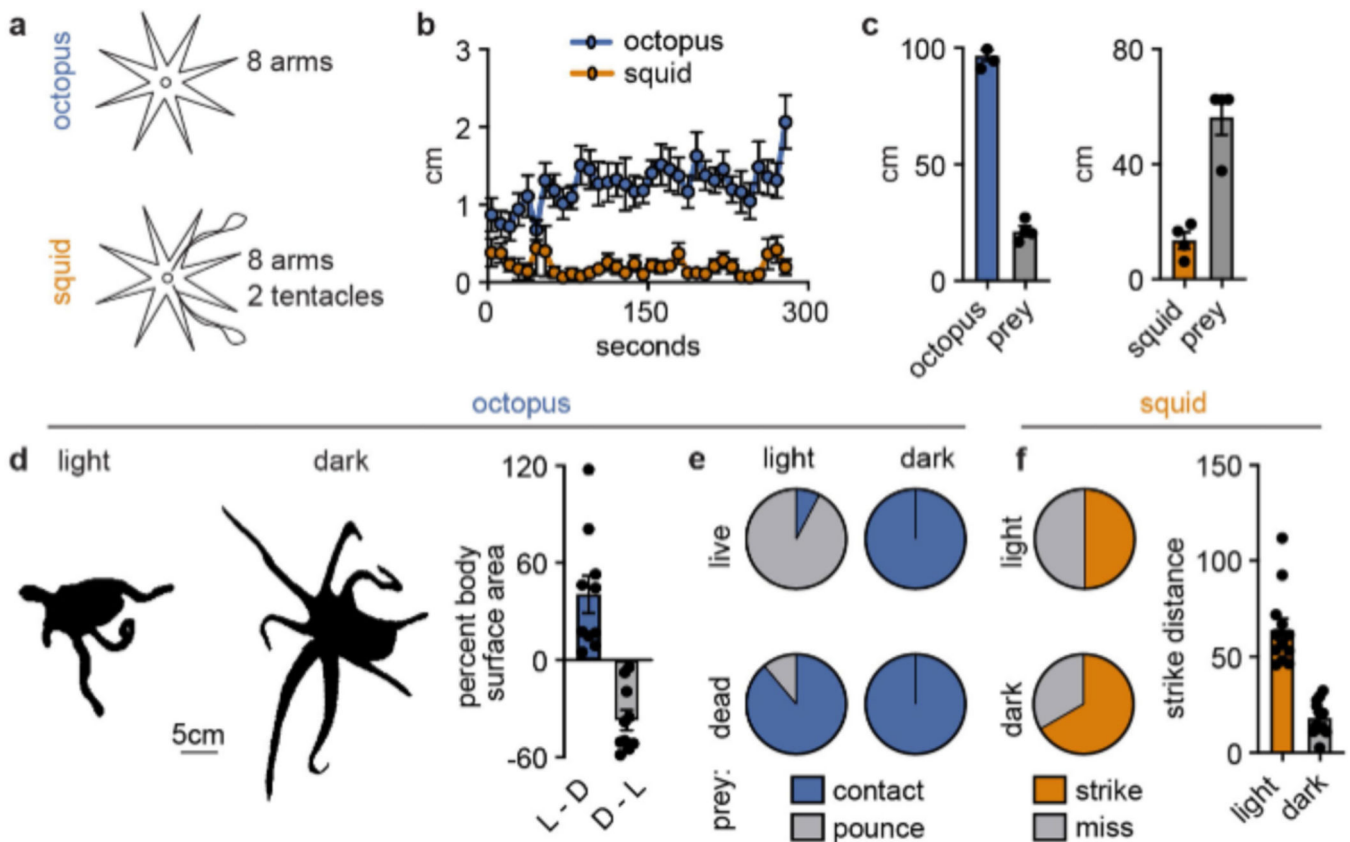 a
octopus
8 arms
squid
8 arms
2 tentacles
b
octopus
squid
cm
3
2
1
0
0 150 300
seconds
c
cm
100
50
0
octopus prey
cm
80
40
0
squid prey
octopus
squid
d
light dark
5cm
percent body
surface area
120
60
0
-60
L - D D - L
e
light dark
live
dead
prey:
contact
pounce
f
light
dark
strike
miss
strike distance
150
100
50
0
light dark